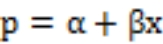 p = α + βx